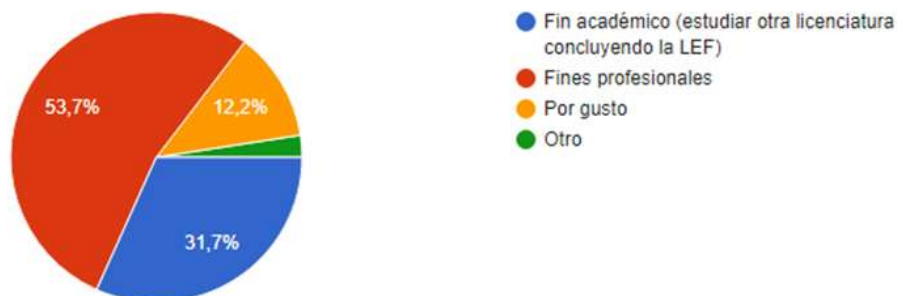 53,7%
12,2%
31,7%
Fin académico (estudiar otra licenciatura
concluyendo la LEF)
Fines profesionales
Por gusto
Otro